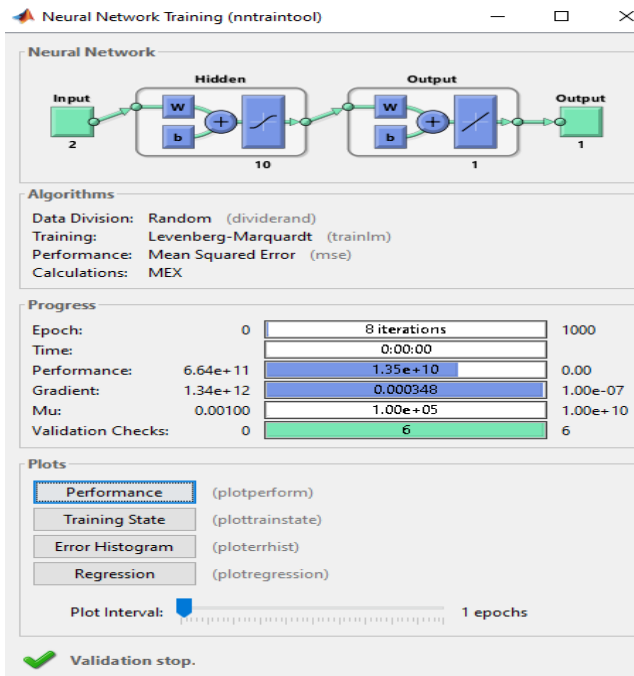 Neural Network Training (nntraintool)
Neural Network
Hidden
Output
Input
W
b
+
W
b
+
Output
2
10
1
1
Algorithms
Data Division: Random (dividerand)
Training: Levenberg-Marquardt (trainlm)
Performance: Mean Squared Error (mse)
Calculations: MEX
Progress
Epoch: 0 8 iterations 1000
Time: 0:00:00
Performance: 6.64e+11 1.35e+10 0.00
Gradient: 1.34e+12 0.000348 1.00e-07
Mu: 0.00100 1.00e+05 1.00e+10
Validation Checks: 0 6 6
Plots
Performance (plotperform)
Training State (plottrainstate)
Error Histogram (ploterrhist)
Regression (plotregression)
Plot Interval: 1 epochs
Validation stop.